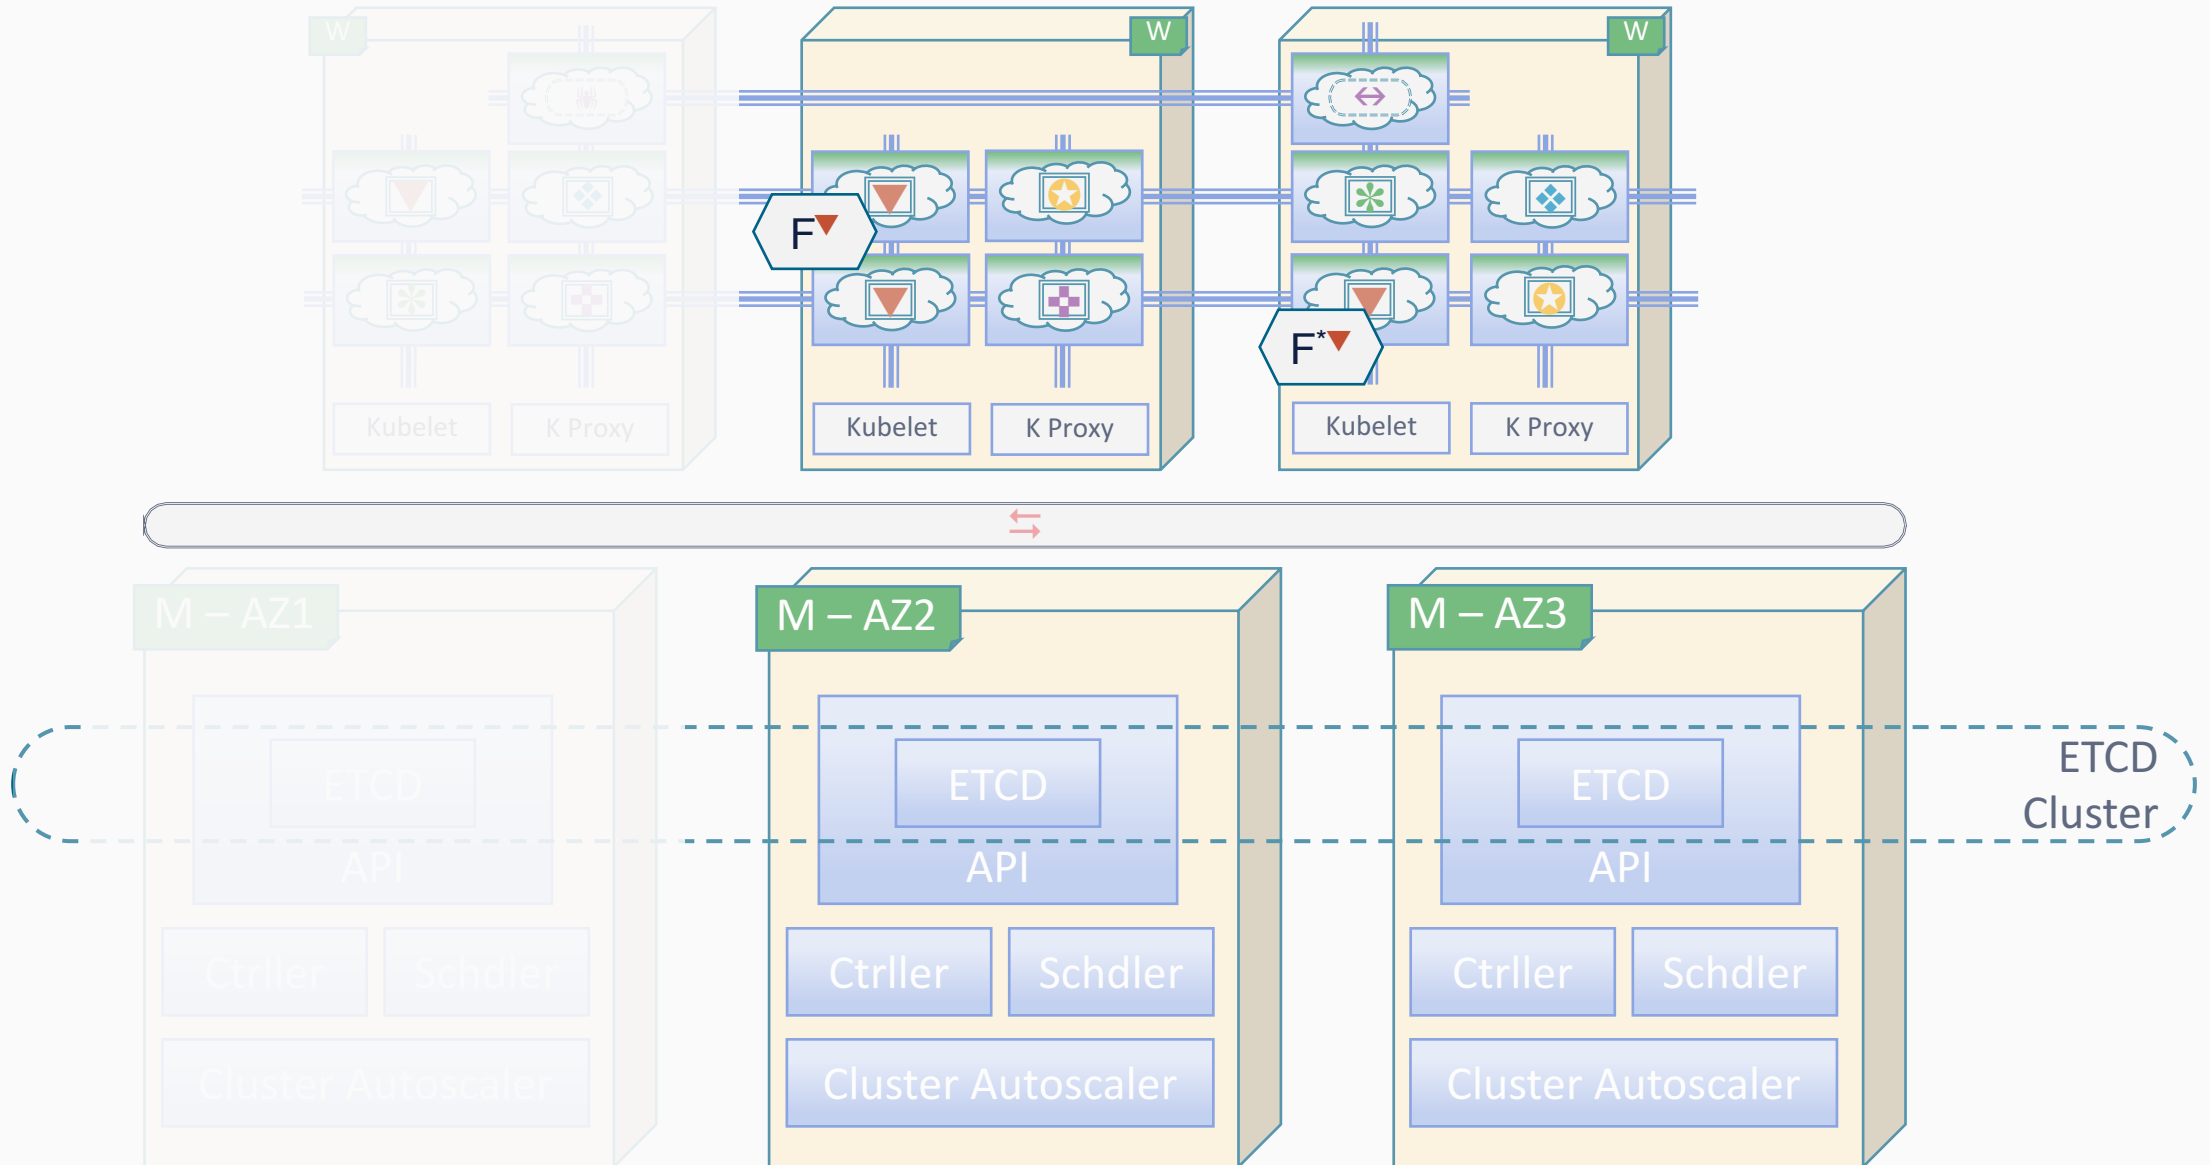 W
W
W
F
F*
Kubelet
K Proxy
Kubelet
K Proxy
Kubelet
K Proxy
M – AZ1
M – AZ2
M – AZ3
ETCD
API
Ctrller
Schdler
Cluster Autoscaler
ETCD
API
Ctrller
Schdler
Cluster Autoscaler
ETCD
API
Ctrller
Schdler
Cluster Autoscaler
ETCD
Cluster